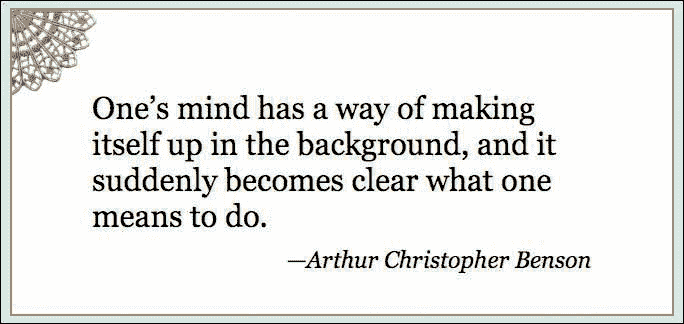 One’s mind has a way of making
itself up in the background, and it
suddenly becomes clear what one
means to do.
—Arthur Christopher Benson